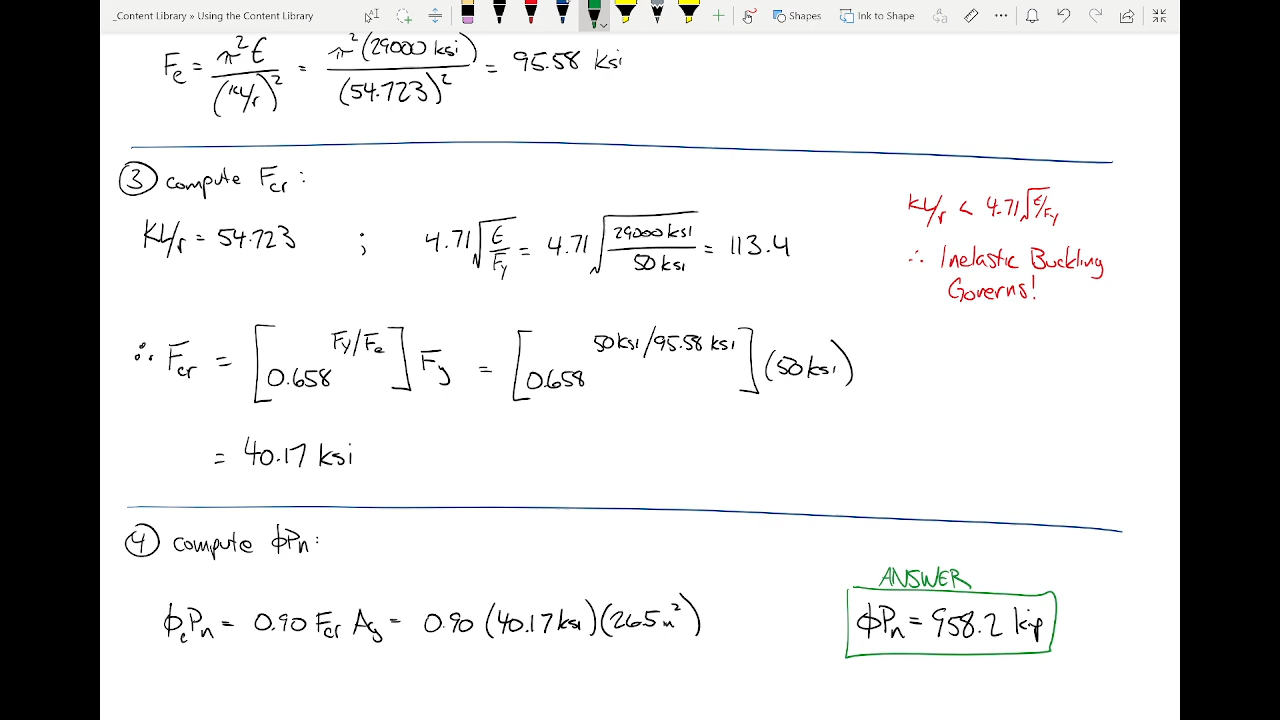 _Content Library » Using the Content Library
Shapes
Ink to Shape
Fe = π²E/(KL/r)² = π²(29000 ksi)/(54.723)² = 95.58 ksi
③ compute Fcr:
KL/r = 54.723 ; 4.71√(E/Fy) = 4.71√(29000 ksi/50 ksi) = 113.4
KL/r < 4.71√(E/Fy)
∴ Inelastic Buckling
Governs!
∴ Fcr = [0.658^(Fy/Fe)] Fy = [0.658^(50ksi/95.58 ksi)] (50 ksi)
= 40.17 ksi
④ compute ϕPn:
ANSWER
ϕcPn = 0.90 Fcr Ag = 0.90 (40.17 ksi)(26.5 in²)
ϕPn = 958.2 kip